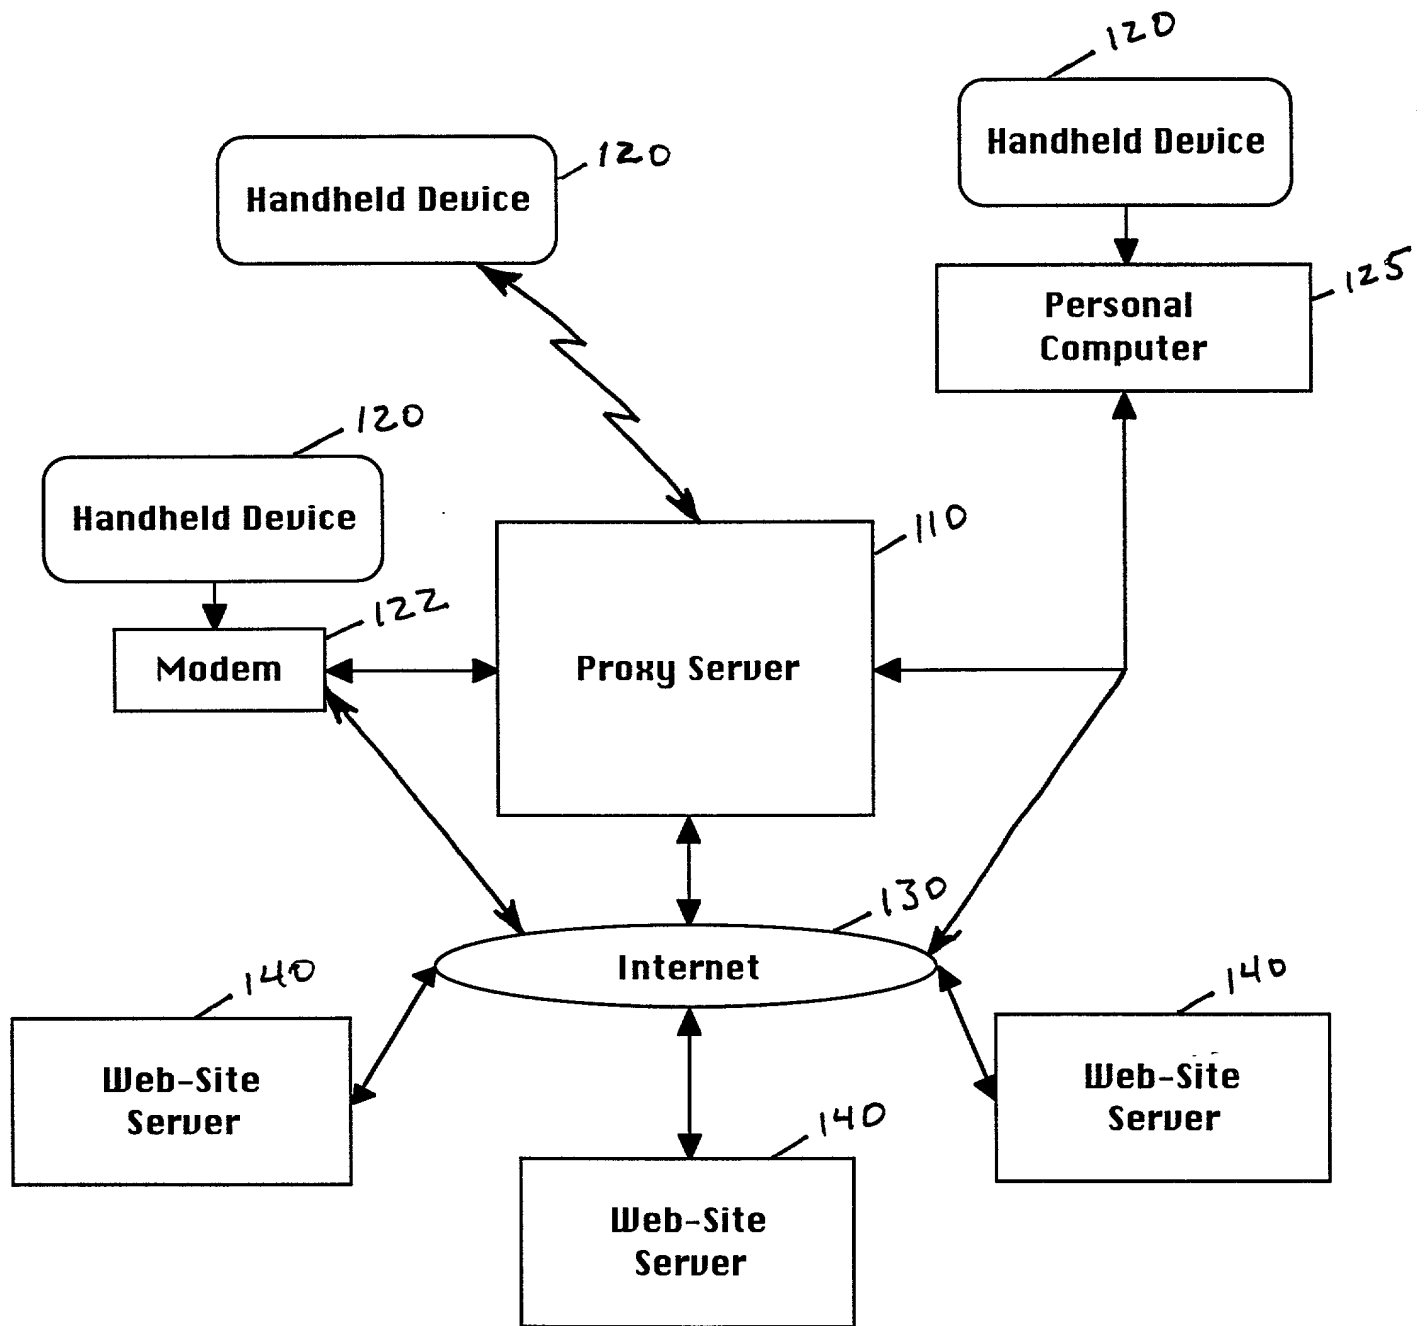 120
Handheld Device
120
Handheld Device
125
Personal
Computer
120
Handheld Device
110
122
Modem
Proxy Server
130
Internet
140
Web-Site
Server
140
Web-Site
Server
140
Web-Site
Server